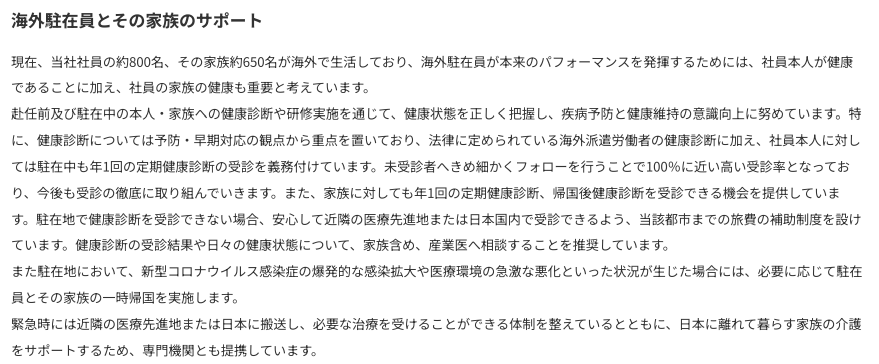 海外駐在員とその家族のサポート
現在、当社社員の約800名、その家族約650名が海外で生活しており、海外駐在員が本来のパフォーマンスを発揮するためには、社員本人が健康
であることに加え、社員の家族の健康も重要と考えています。
赴任前及び駐在中の本人・家族への健康診断や研修実施を通じて、健康状態を正しく把握し、疾病予防と健康維持の意識向上に努めています。特
に、健康診断については予防・早期対応の観点から重点を置いており、法律に定められている海外派遣労働者の健康診断に加え、社員本人に対し
ては駐在中も年1回の定期健康診断の受診を義務付けています。未受診者へきめ細かくフォローを行うことで100%に近い高い受診率となってお
り、今後も受診の徹底に取り組んでいきます。また、家族に対しても年1回の定期健康診断、帰国後健康診断を受診できる機会を提供していま
す。駐在地で健康診断を受診できない場合、安心して近隣の医療先進地または日本国内で受診できるよう、当該都市までの旅費の補助制度を設け
ています。健康診断の受診結果や日々の健康状態について、家族含め、産業医へ相談することを推奨しています。
また駐在地において、新型コロナウイルス感染症の爆発的な感染拡大や医療環境の急激な悪化といった状況が生じた場合には、必要に応じて駐在
員とその家族の一時帰国を実施します。
緊急時には近隣の医療先進地または日本に搬送し、必要な治療を受けることができる体制を整えているとともに、日本に離れて暮らす家族の介護
をサポートするため、専門機関とも提携しています。